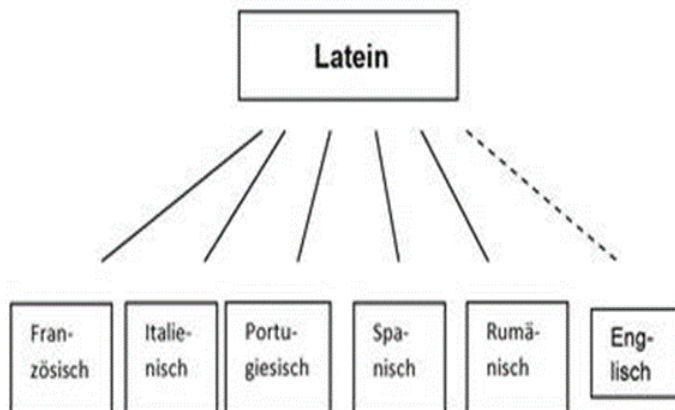 Latein
Fran-
zösisch
Italie-
nisch
Portu-
giesisch
Spa-
nisch
Rumä-
nisch
Eng-
lisch